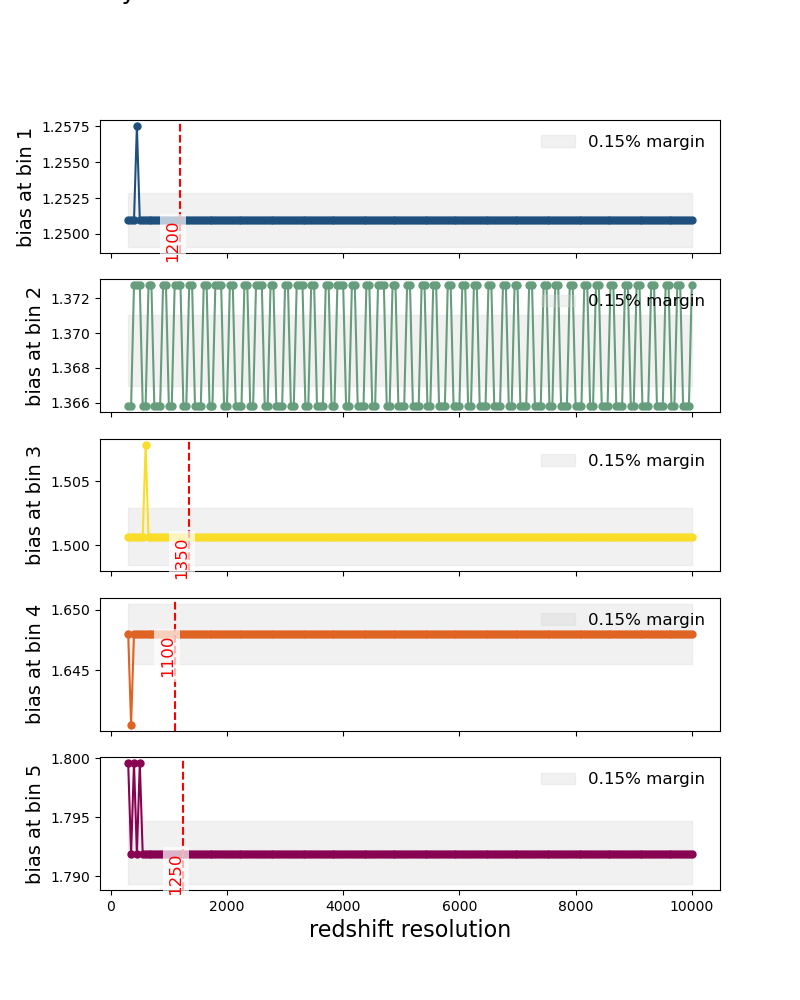 bias at bin 1
1.2575
1.2550
1.2525
1.2500
0.15% margin
1200
bias at bin 2
1.372
1.370
1.368
1.366
0.15% margin
bias at bin 3
1.505
1.500
0.15% margin
1350
bias at bin 4
1.650
1.645
0.15% margin
1100
bias at bin 5
1.800
1.795
1.790
0.15% margin
1250
0 2000 4000 6000 8000 10000
redshift resolution